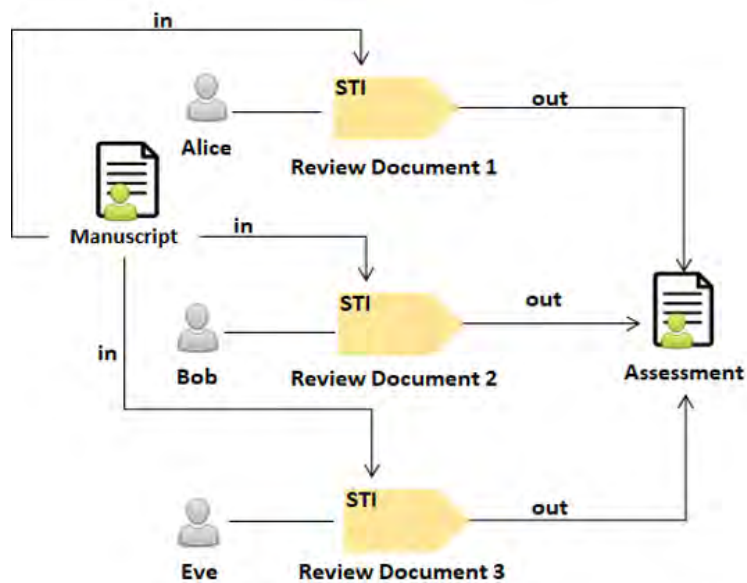 in
STI
out
Alice
Review Document 1
Manuscript
in
STI
out
in
Bob
Review Document 2
Assessment
STI
out
Eve
Review Document 3